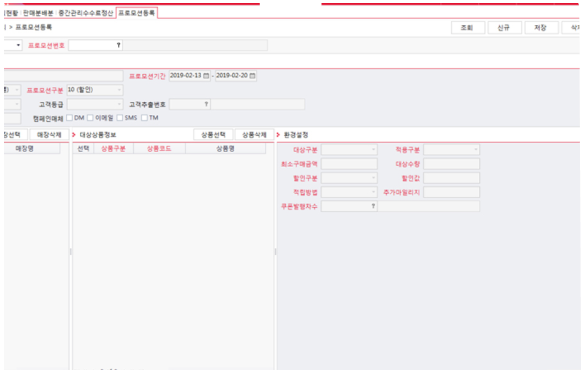 현황 판매분배분 중간관리수수료정산 프로모션등록
> 프로모션등록 조회 신규 저장
프로모션번호 ?
프로모션기간 2019-02-13 - 2019-02-20
프로모션구분 10 (할인)
고객등급 고객추출번호 ?
캠페인매체 DM 이메일 SMS TM
매장삭제 > 대상상품정보 상품선택 상품삭제 > 환경설정
매장명 선택 상품구분 상품코드 상품명 대상구분 적용구분
최소구매금액 대상수량
할인구분 할인값
적립방법 추가마일리지
쿠폰발행차수 ?